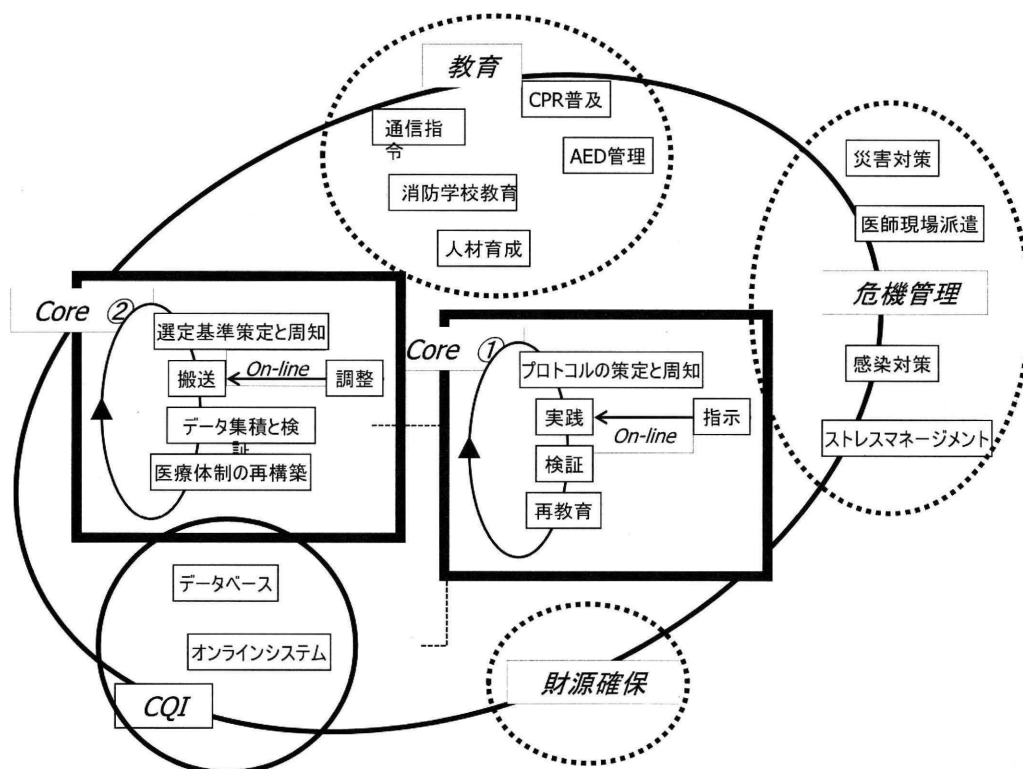 教育
CPR普及
通信指
令
AED管理
消防学校教育
人材育成
災害対策
医師現場派遣
危機管理
感染対策
ストレスマネージメント
Core ②
選定基準策定と周知
搬送
On-line
調整
データ集積と検
証
医療体制の再構築
Core ①
プロトコルの策定と周知
実践
On-line
指示
検証
再教育
データベース
オンラインシステム
CQI
財源確保